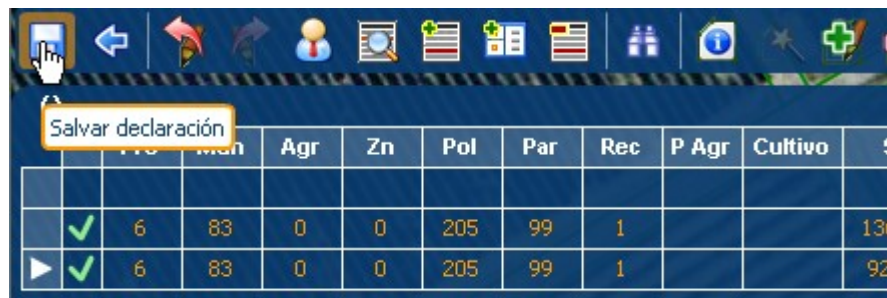 Salvar declaración
Agr Zn Pol Par Rec P Agr Cultivo
6 83 0 0 205 99 1
6 83 0 0 205 99 1